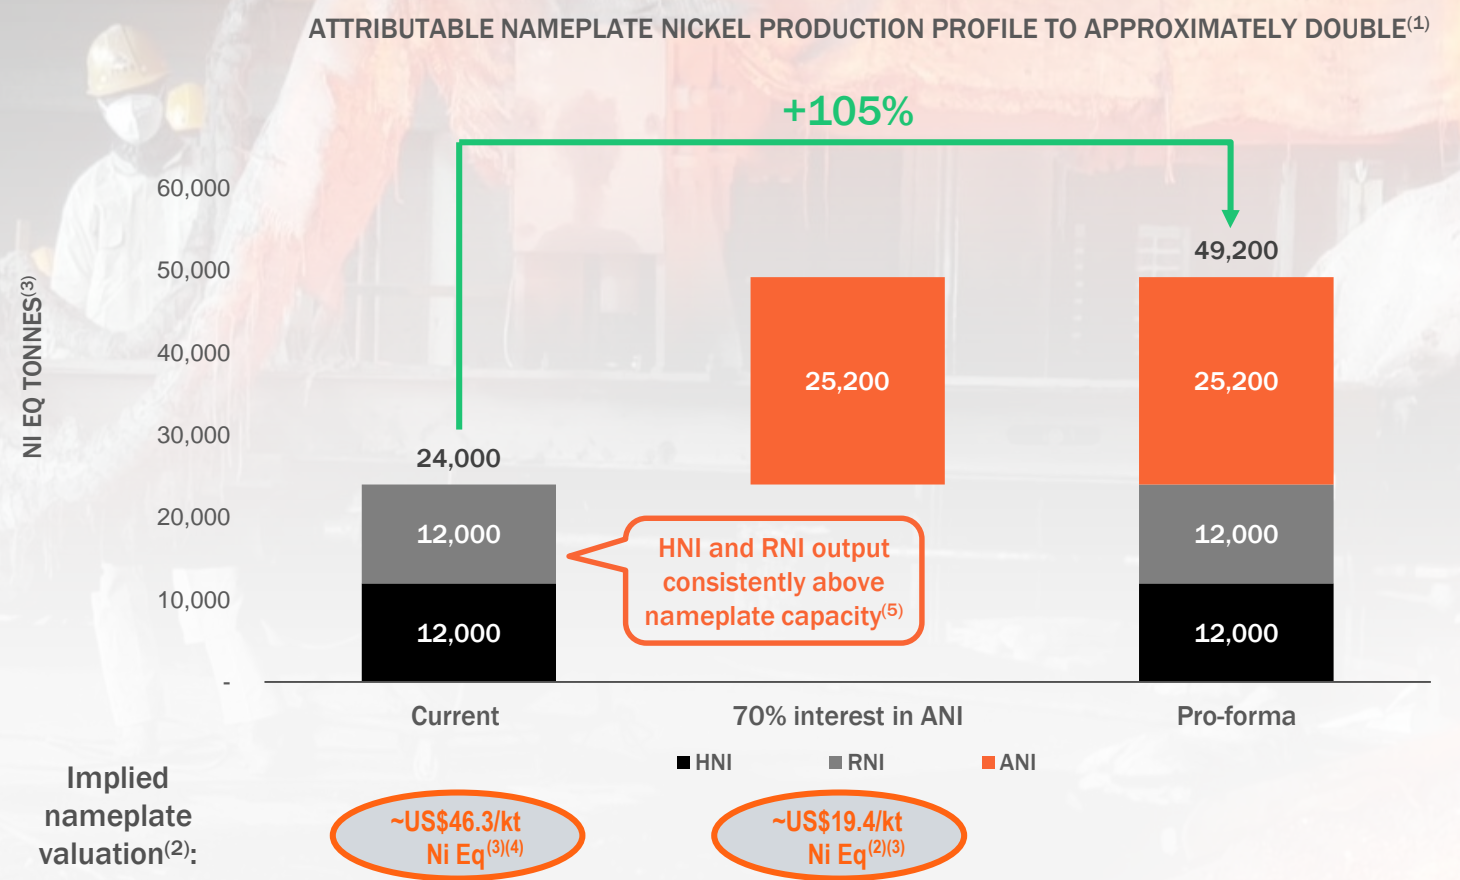 ATTRIBUTABLE NAMEPLATE NICKEL PRODUCTION PROFILE TO APPROXIMATELY DOUBLE(1)
+105%
NI EQ TONNES(3)
60,000
50,000
40,000
30,000
20,000
10,000
-
24,000
12,000
12,000
25,200
49,200
25,200
12,000
12,000
HNI and RNI output
consistently above
nameplate capacity(5)
Current
70% interest in ANI
Pro-forma
HNI
RNI
ANI
Implied
nameplate
valuation(2):
~US$46.3/kt
Ni Eq(3)(4)
~US$19.4/kt
Ni Eq(2)(3)